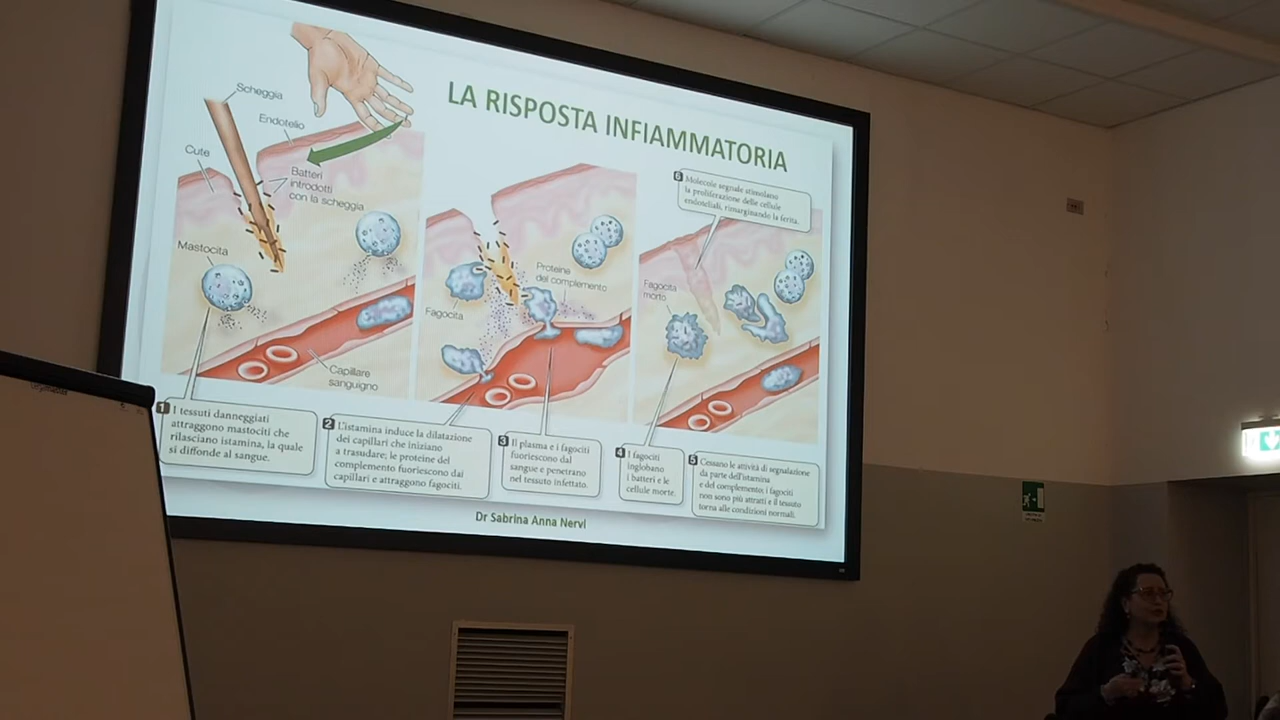 LA RISPOSTA INFIAMMATORIA
Scheggia
Endotelio
Cute
Batteri
introdotti
con la scheggia
Mastocita
Capillare
sanguigno
Fagocita
Proteine
del complemento
6 Molecole segnale stimolano
la proliferazione delle cellule
endoteliali, rimarginando la ferita.
Fagocita
morto
1 I tessuti danneggiati
attraggono mastociti che
rilasciano istamina, la quale
si diffonde al sangue.
2 L'istamina induce la dilatazione
dei capillari che iniziano
a trasudare; le proteine del
complemento fuoriescono dai
capillari e attraggono fagociti.
3 Il plasma e i fagociti
fuoriescono dal
sangue e penetrano
nel tessuto infettato.
4 I fagociti
inglobano
i batteri e le
cellule morte.
5 Cessano le attività di segnalazione
da parte dell'istamina
e del complemento; i fagociti
non sono più attratti e il tessuto
torna alle condizioni normali.
Dr Sabrina Anna Nervi